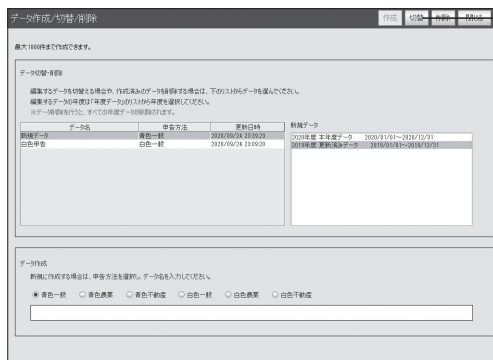 データ作成/切替/削除
作成 切替 削除 閉じる
最大1000件まで作成できます。
データ切替・削除
編集するデータを切替える場合や、作成済みのデータを削除する場合は、下のリストからデータを選んでください。
編集するデータの年度は「年度データ」のリストから年度を選択してください。
※データ削除を行うと、すべての年度データが削除されます。
データ名 申告方法 更新日時
新規データ 青色一般 2020/09/24 23:09:29
白色申告 白色一般 2020/09/24 23:09:20
新規データ
2020年度 本年度データ 2020/01/01～2020/12/31
2019年度 更新済みデータ 2019/01/01～2019/12/31
データ作成
新規に作成する場合は、申告方法を選択し、データ名を入力してください。
青色一般 青色農業 青色不動産 白色一般 白色農業 白色不動産